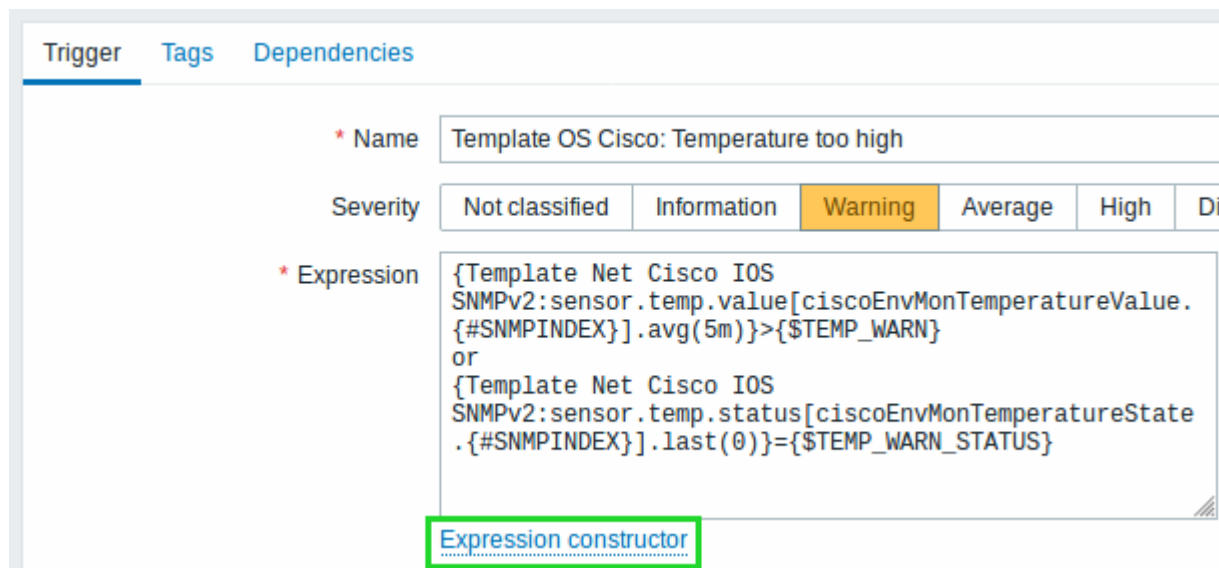 Trigger Tags Dependencies
* Name Template OS Cisco: Temperature too high
Severity Not classified Information Warning Average High Di
* Expression {Template Net Cisco IOS
SNMPv2:sensor.temp.value[ciscoEnvMonTemperatureValue.
{#SNMPINDEX}].avg(5m)}>{$TEMP_WARN}
or
{Template Net Cisco IOS
SNMPv2:sensor.temp.status[ciscoEnvMonTemperatureState
.{#SNMPINDEX}].last(0)}={$TEMP_WARN_STATUS}
Expression constructor